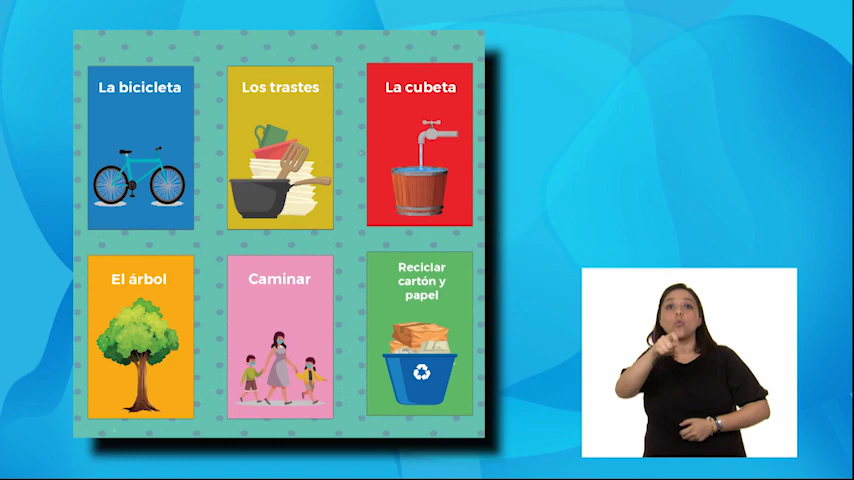 La bicicleta
Los trastes
La cubeta
El árbol
Caminar
Reciclar
cartón y
papel